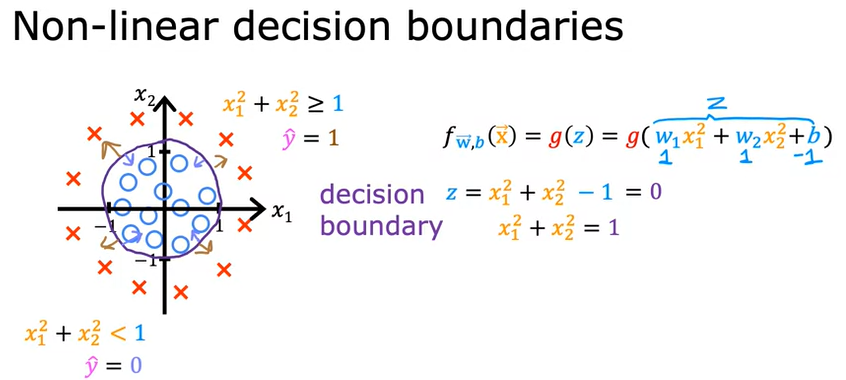 Non-linear decision boundaries
x₂
x₁² + x₂² ≥ 1
ŷ = 1
z
f_w⃗,b(x⃗) = g(z) = g( w₁x₁² + w₂x₂² + b )
1 1 -1
1
-1 1 x₁
-1
decision boundary
z = x₁² + x₂² − 1 = 0
x₁² + x₂² = 1
x₁² + x₂² < 1
ŷ = 0